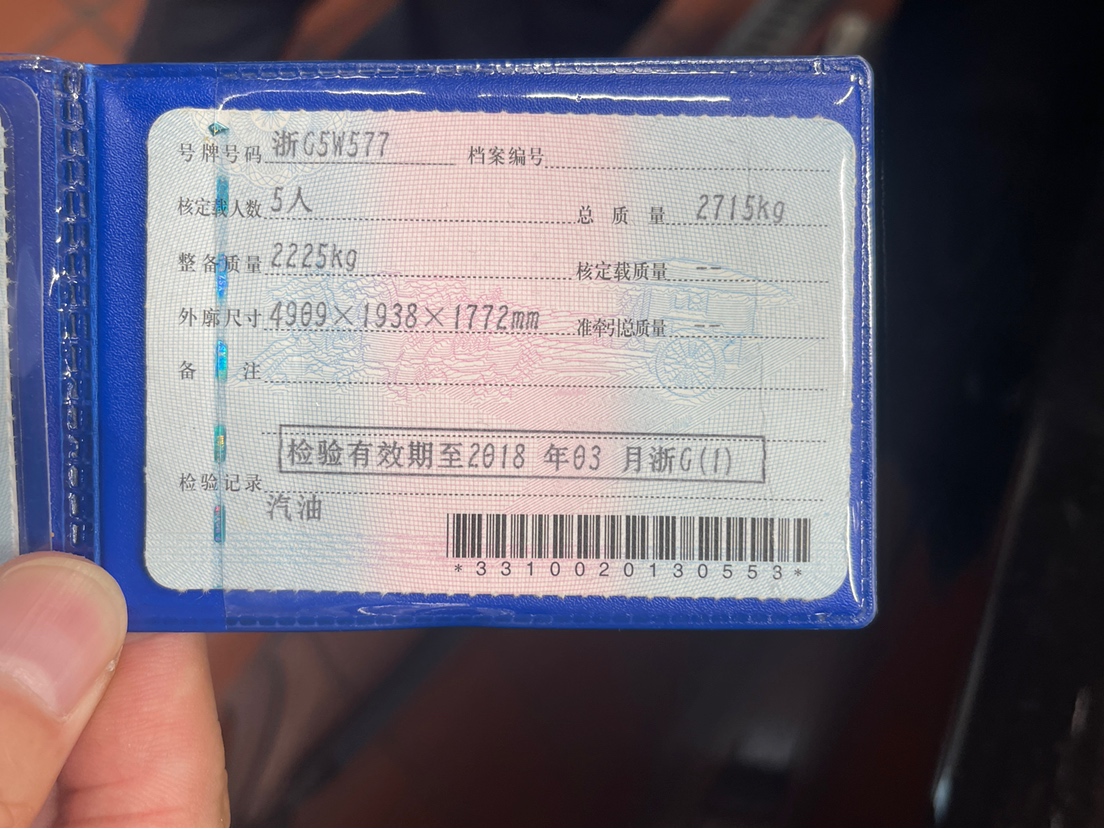 号牌号码 浙G5W577 档案编号
核定载人数 5人 总质量 2715kg
整备质量 2225kg 核定载质量 --
外廓尺寸 4909×1938×1772mm 准牵引总质量 --
备注
检验有效期至2018 年03 月浙G(1)
检验记录
汽油
*3310020130553*